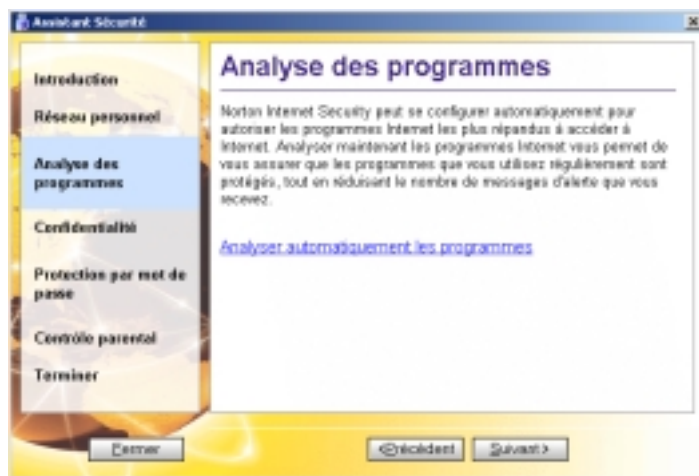 Assistant Sécurité
Introduction
Réseau personnel
Analyse des
programmes
Confidentialité
Protection par mot de
passe
Contrôle parental
Terminer
Analyse des programmes
Norton Internet Security peut se configurer automatiquement pour
autoriser les programmes Internet les plus répandus à accéder à
Internet. Analyser maintenant les programmes Internet vous permet de
vous assurer que les programmes que vous utilisez régulièrement sont
protégés, tout en réduisant le nombre de messages d'alerte que vous
recevez.
Analyser automatiquement les programmes
Fermer
<Précédent
Suivant>